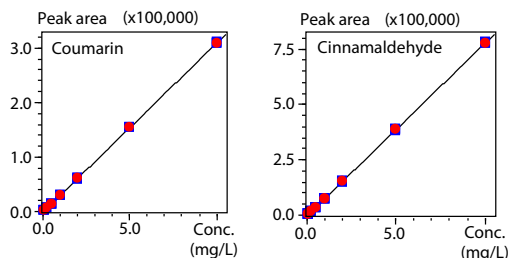 Peak area (x100,000)
Coumarin
3.0
2.0
1.0
0.0
0.0 5.0 Conc.
(mg/L)
Peak area (x100,000)
Cinnamaldehyde
7.5
5.0
2.5
0.0
0.0 5.0 Conc.
(mg/L)